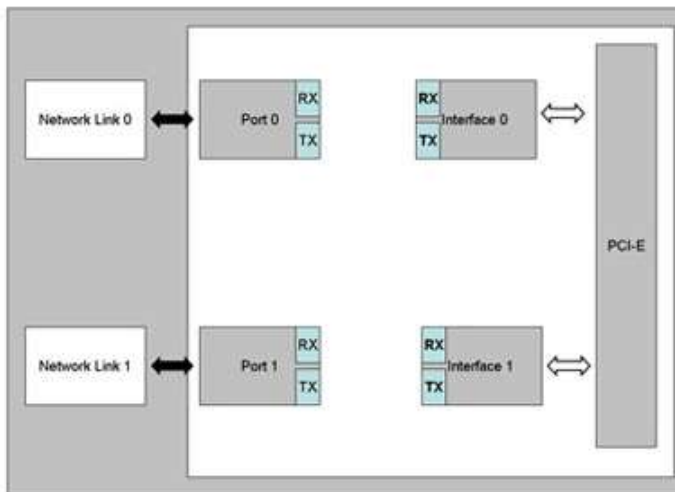 Network Link 0
Port 0
RX
TX
RX
TX
Interface 0
PCI-E
Network Link 1
Port 1
RX
TX
RX
TX
Interface 1